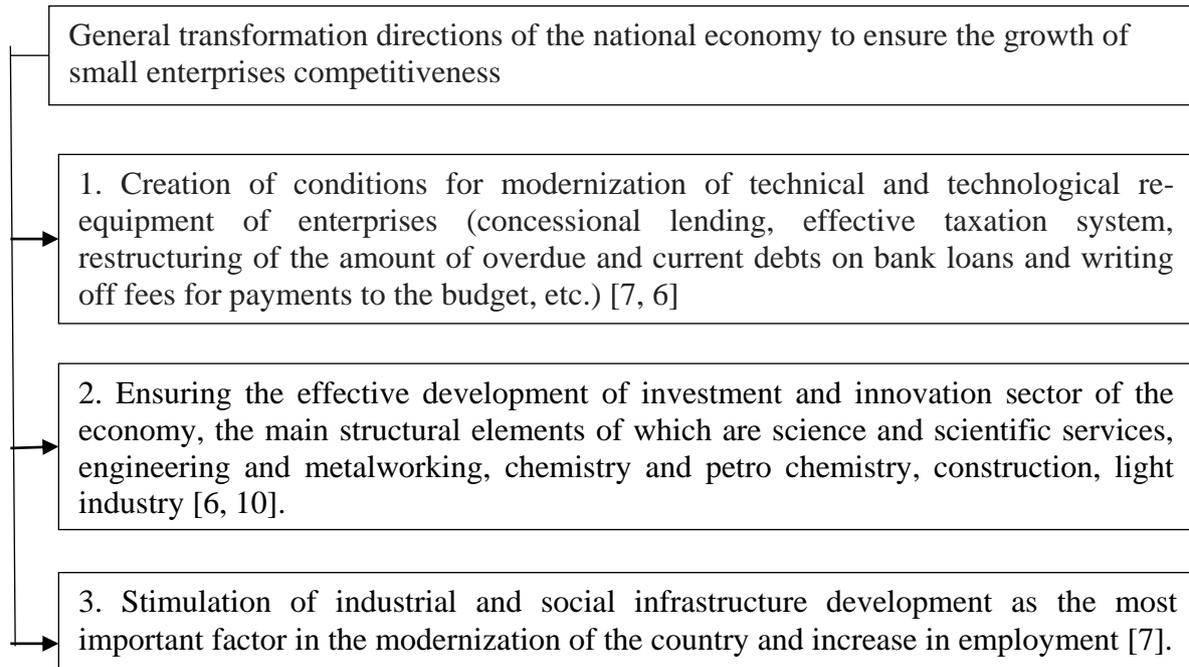 General transformation directions of the national economy to ensure the growth of
small enterprises competitiveness
1. Creation of conditions for modernization of technical and technological re-
equipment of enterprises (concessional lending, effective taxation system,
restructuring of the amount of overdue and current debts on bank loans and writing
off fees for payments to the budget, etc.) [7, 6]
2. Ensuring the effective development of investment and innovation sector of the
economy, the main structural elements of which are science and scientific services,
engineering and metalworking, chemistry and petro chemistry, construction, light
industry [6, 10].
3. Stimulation of industrial and social infrastructure development as the most
important factor in the modernization of the country and increase in employment [7].